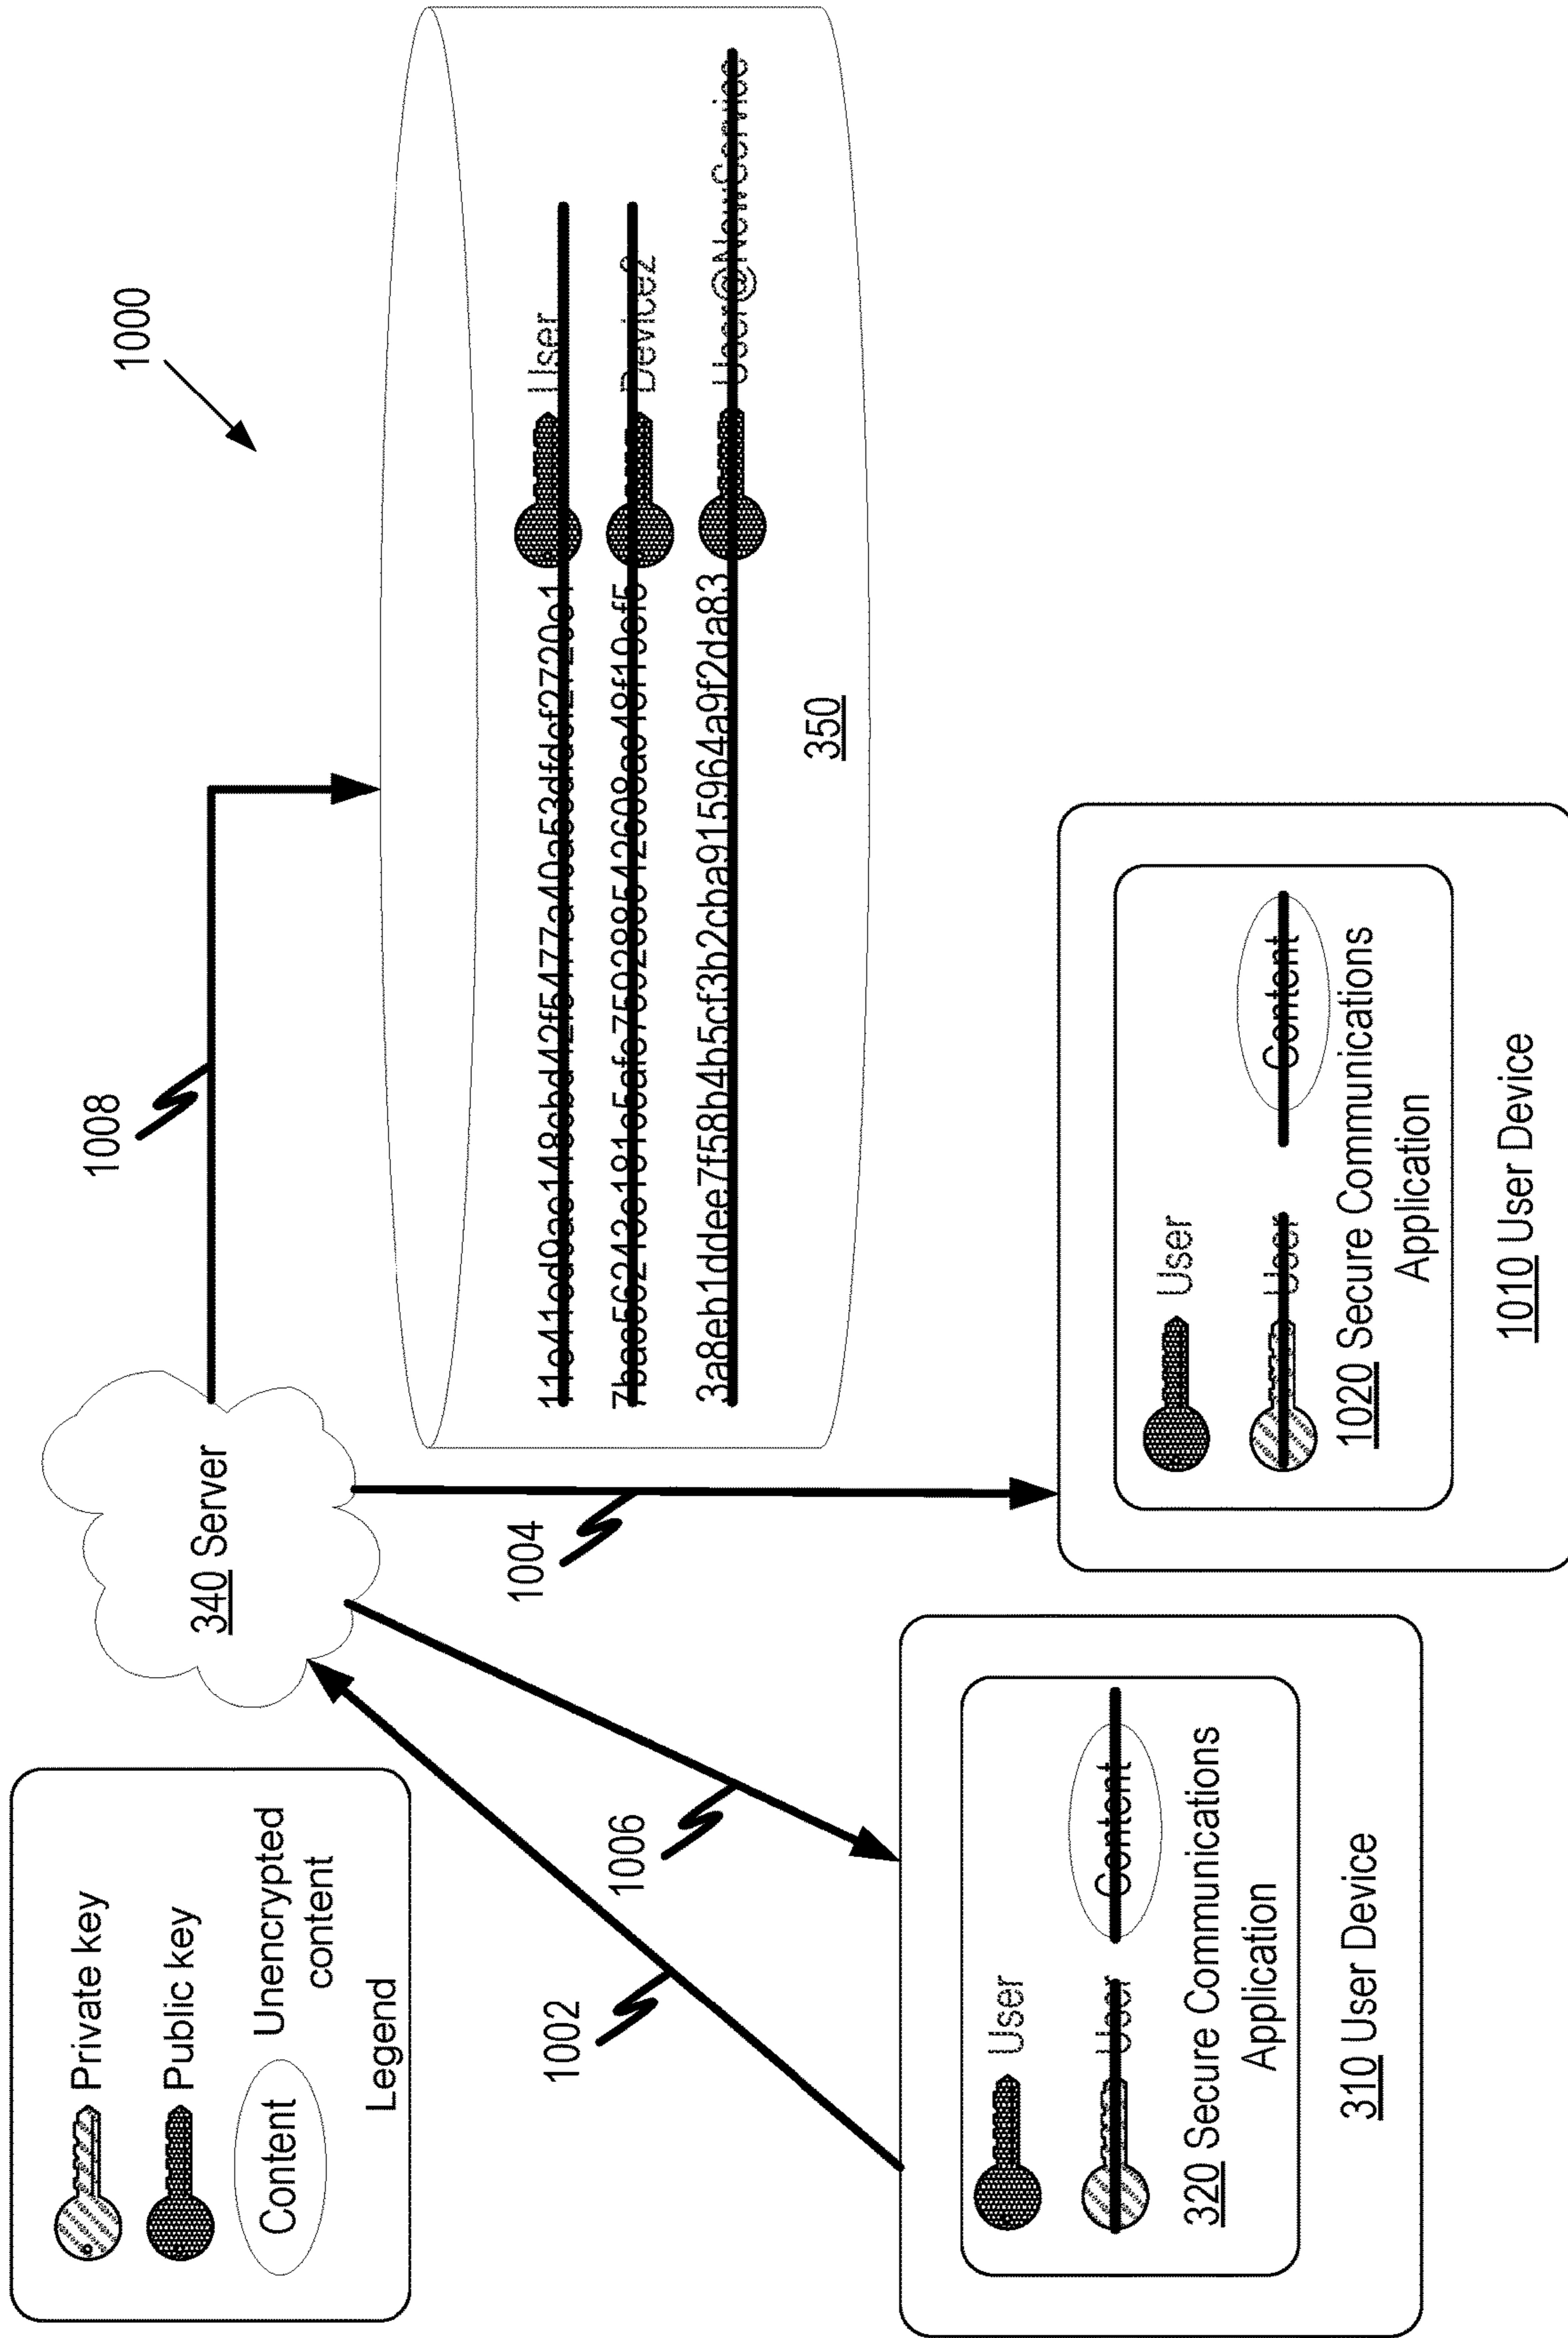 Private key
Public key
Content
Unencrypted
content
Legend
340 Server
1008
1000
1002
1006
1004
User
Device2
3a8eb1ddee7f58b4b5cf3b2cba915964a9f2da83
User@NewService
350
User
User
Content
320 Secure Communications
Application
310 User Device
User
User
Content
1020 Secure Communications
Application
1010 User Device